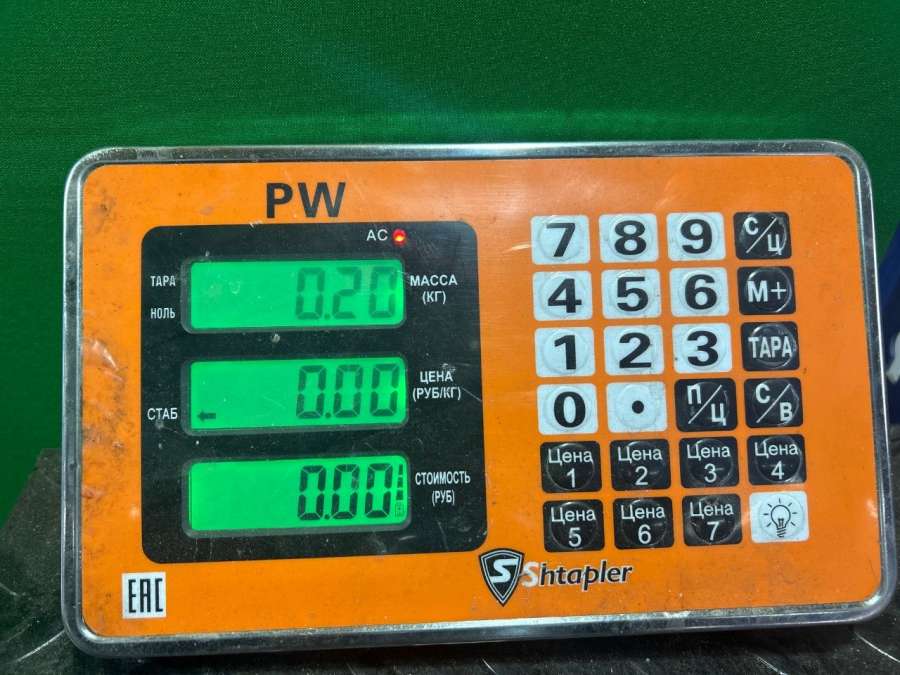 PW
AC
ТАРА
НОЛЬ
0.20
МАССА
(КГ)
СТАБ
0.00
ЦЕНА
(РУБ/КГ)
0.00
СТОИМОСТЬ
(РУБ)
7 8 9 С/Ц
4 5 6 М+
1 2 3 ТАРА
0 . П/Ц С/В
Цена 1 Цена 2 Цена 3 Цена 4
Цена 5 Цена 6 Цена 7
S Shtapler
EAC